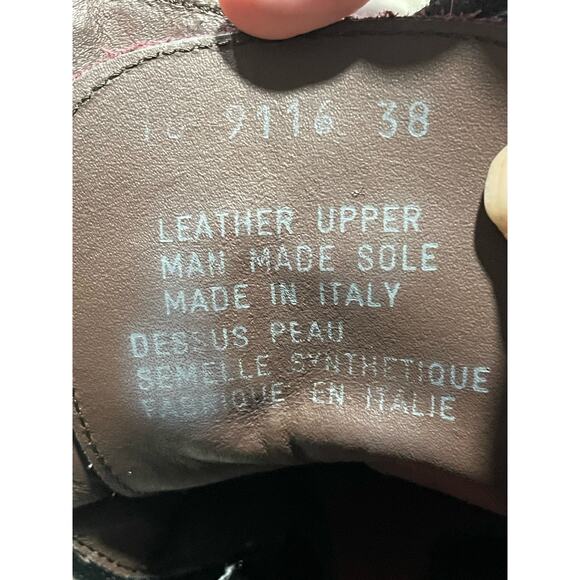 9116 38
LEATHER UPPER
MAN MADE SOLE
MADE IN ITALY
DESSUS PEAU
SEMELLE SYNTHETIQUE
FABRIQUE EN ITALIE